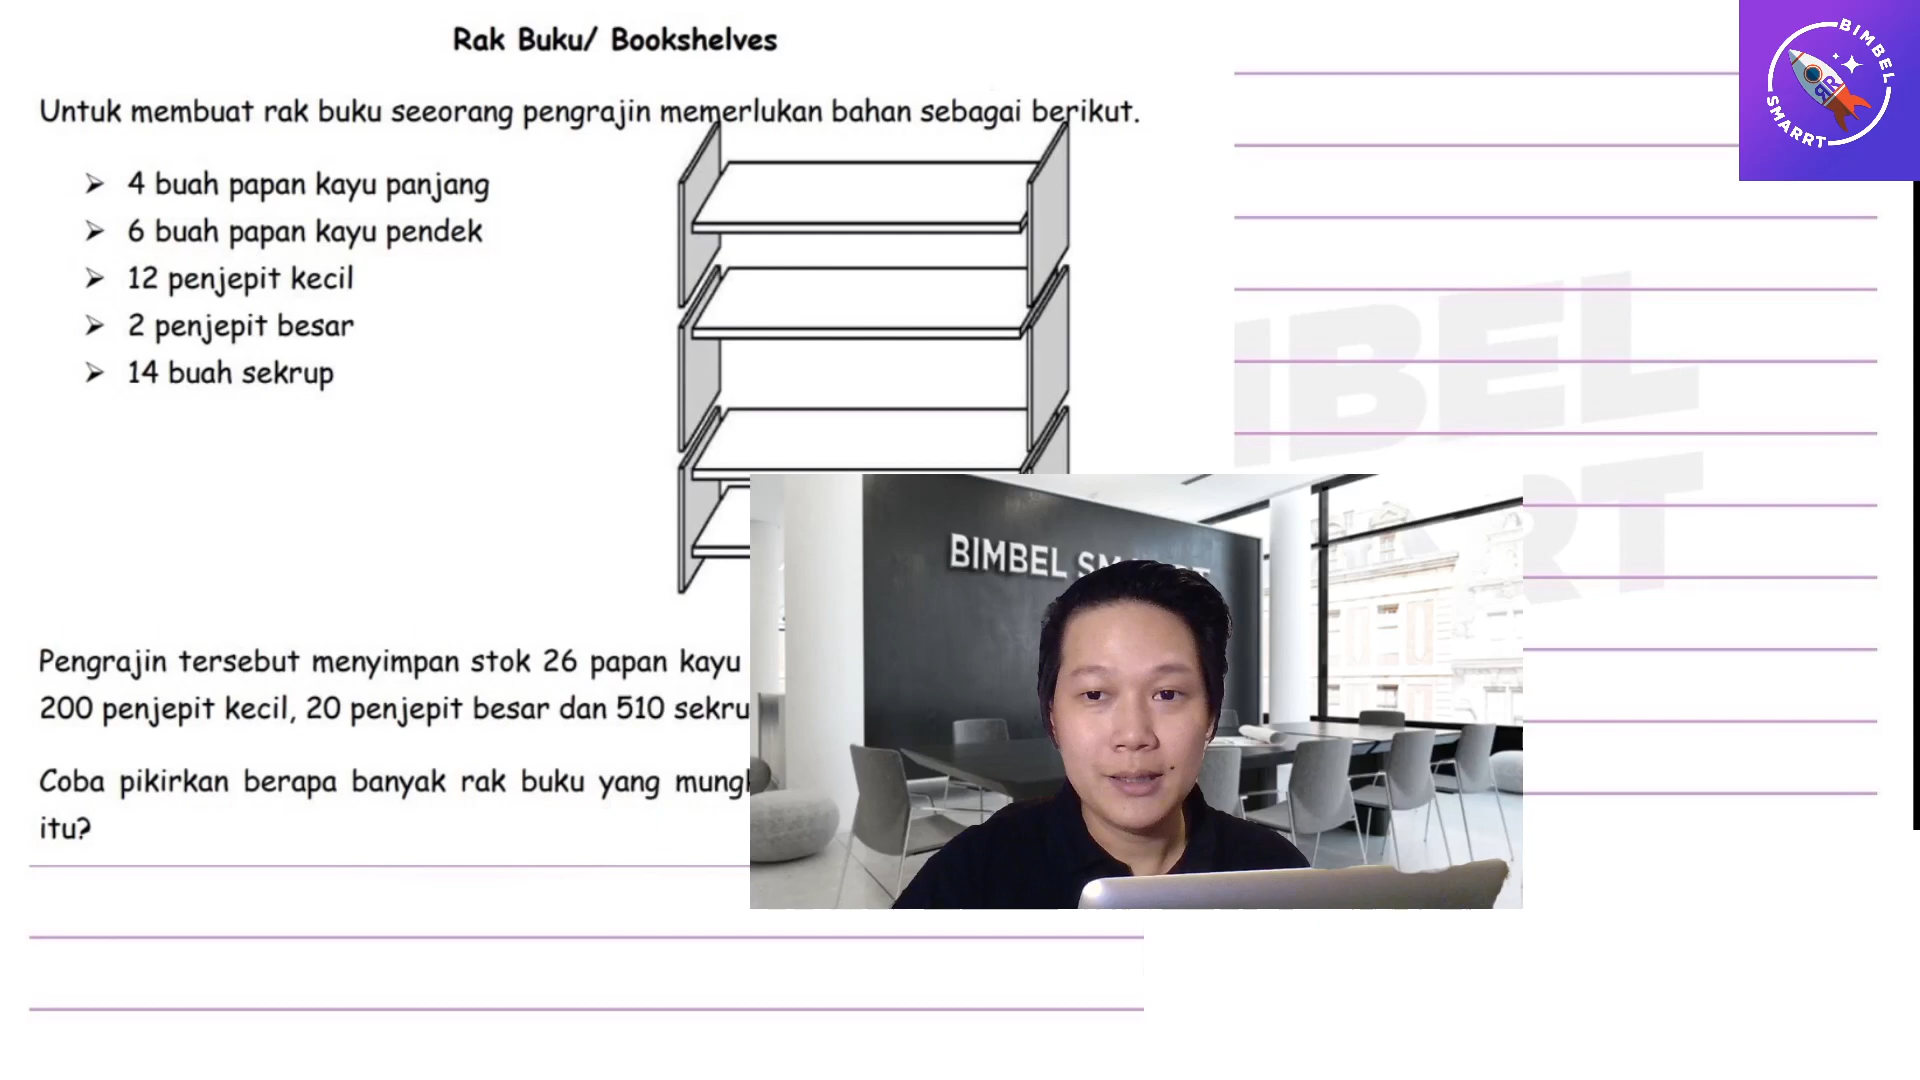 Rak Buku/ Bookshelves
Untuk membuat rak buku seeorang pengrajin memerlukan bahan sebagai berikut.
➤ 4 buah papan kayu panjang
➤ 6 buah papan kayu pendek
➤ 12 penjepit kecil
➤ 2 penjepit besar
➤ 14 buah sekrup
Pengrajin tersebut menyimpan stok 26 papan kayu
200 penjepit kecil, 20 penjepit besar dan 510 sekru
Coba pikirkan berapa banyak rak buku yang mung
itu?
BIMBEL SMARRT
BIMBEL